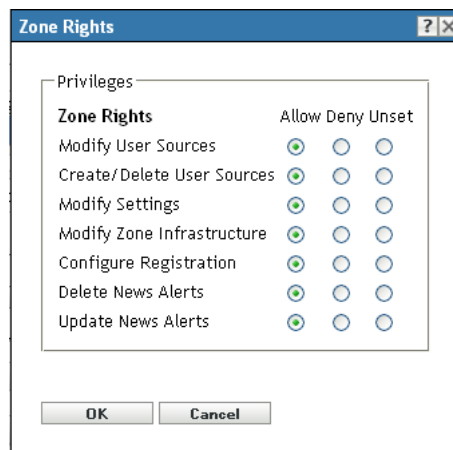 Zone Rights
Privileges
Zone Rights Allow Deny Unset
Modify User Sources
Create/Delete User Sources
Modify Settings
Modify Zone Infrastructure
Configure Registration
Delete News Alerts
Update News Alerts
OK Cancel